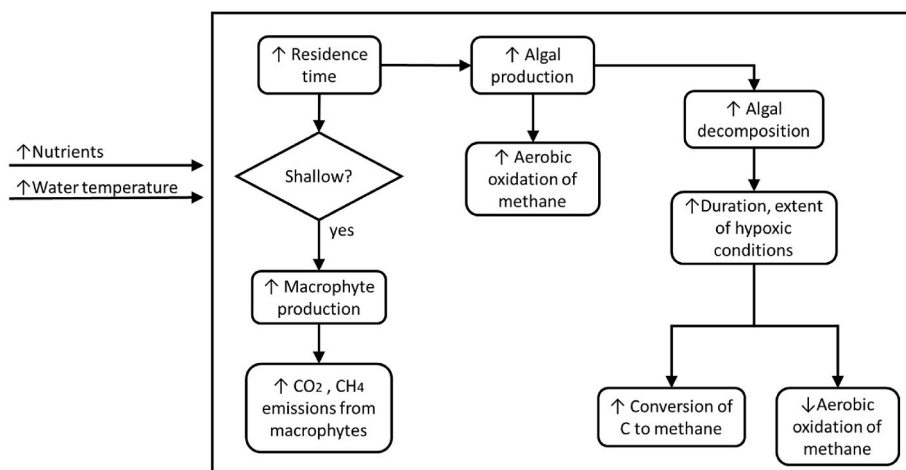 ↑Nutrients
↑Water temperature
↑ Residence
time
↑ Algal
production
↑ Algal
decomposition
Shallow?
↑ Aerobic
oxidation of
methane
↑Duration, extent
of hypoxic
conditions
yes
↑ Macrophyte
production
↑ CO₂ , CH₄
emissions from
macrophytes
↑ Conversion of
C to methane
↓Aerobic
oxidation of
methane